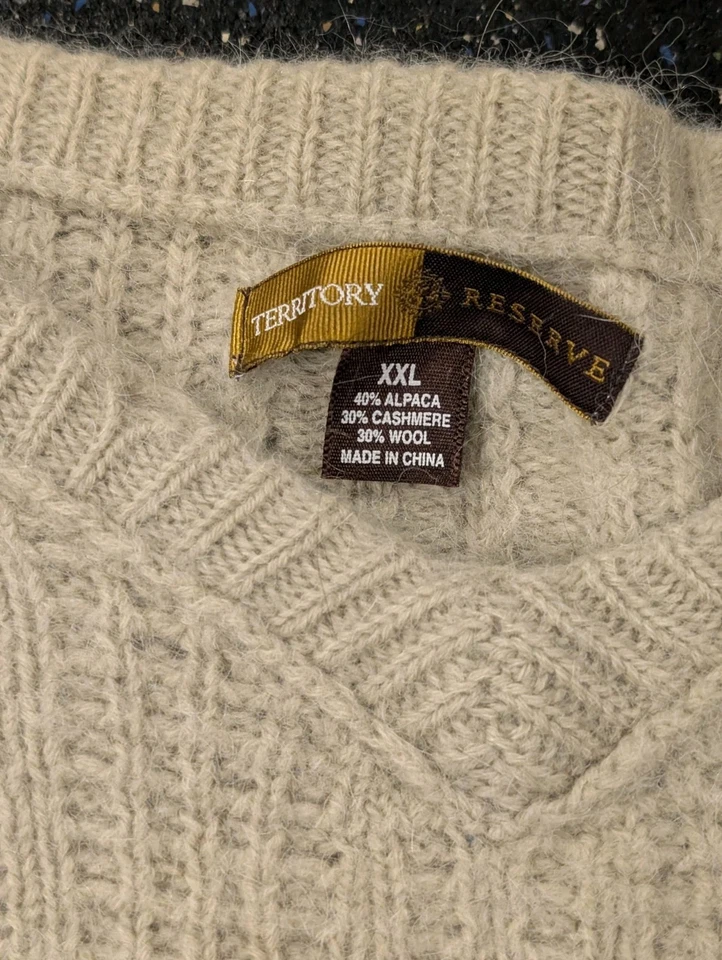 TERRITORY RESERVE
XXL
40% ALPACA
30% CASHMERE
30% WOOL
MADE IN CHINA